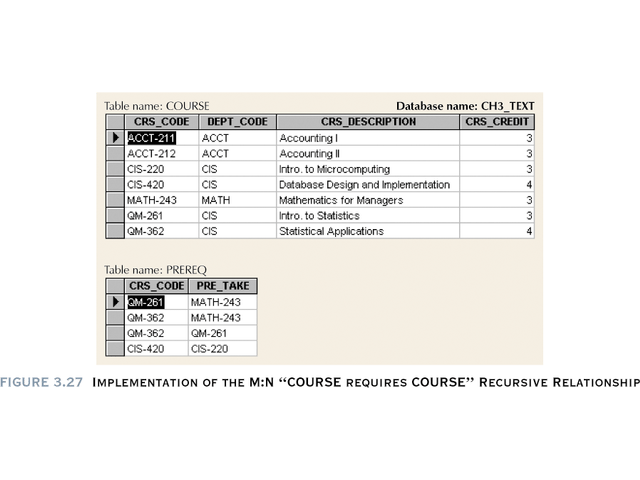 Table name: COURSE Database name: CH3_TEXT
CRS_CODE DEPT_CODE CRS_DESCRIPTION CRS_CREDIT
ACCT-211 ACCT Accounting I 3
ACCT-212 ACCT Accounting II 3
CIS-220 CIS Intro. to Microcomputing 3
CIS-420 CIS Database Design and Implementation 4
MATH-243 MATH Mathematics for Managers 3
QM-261 CIS Intro. to Statistics 3
QM-362 CIS Statistical Applications 4
Table name: PREREQ
CRS_CODE PRE_TAKE
QM-261 MATH-243
QM-362 MATH-243
QM-362 QM-261
CIS-420 CIS-220
FIGURE 3.27 IMPLEMENTATION OF THE M:N “COURSE REQUIRES COURSE” RECURSIVE RELATIONSHIP